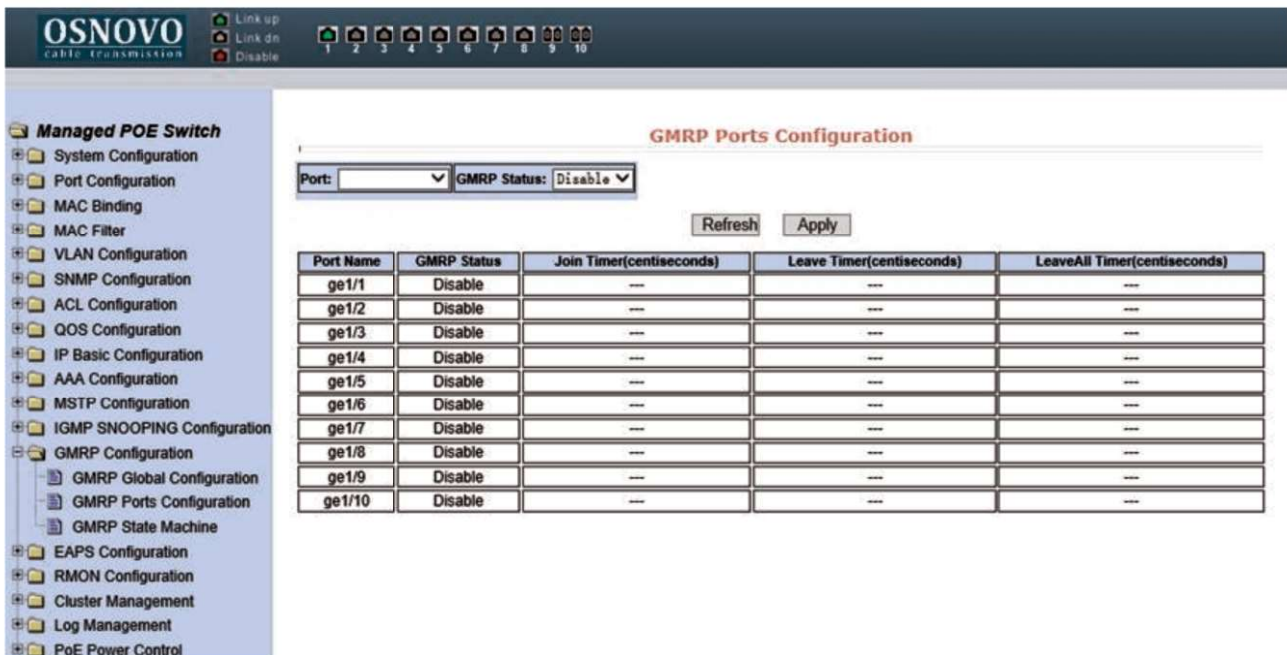 OSNOVO
cable transmission
Link up
Link dn
Disable
1 2 3 4 5 6 7 8 9 10
Managed POE Switch
System Configuration
Port Configuration
MAC Binding
MAC Filter
VLAN Configuration
SNMP Configuration
ACL Configuration
QOS Configuration
IP Basic Configuration
AAA Configuration
MSTP Configuration
IGMP SNOOPING Configuration
GMRP Configuration
GMRP Global Configuration
GMRP Ports Configuration
GMRP State Machine
EAPS Configuration
RMON Configuration
Cluster Management
Log Management
PoE Power Control
GMRP Ports Configuration
Port: GMRP Status: Disable
Refresh Apply
Port Name GMRP Status Join Timer(centiseconds) Leave Timer(centiseconds) LeaveAll Timer(centiseconds)
ge1/1 Disable --- --- ---
ge1/2 Disable --- --- ---
ge1/3 Disable --- --- ---
ge1/4 Disable --- --- ---
ge1/5 Disable --- --- ---
ge1/6 Disable --- --- ---
ge1/7 Disable --- --- ---
ge1/8 Disable --- --- ---
ge1/9 Disable --- --- ---
ge1/10 Disable --- --- ---